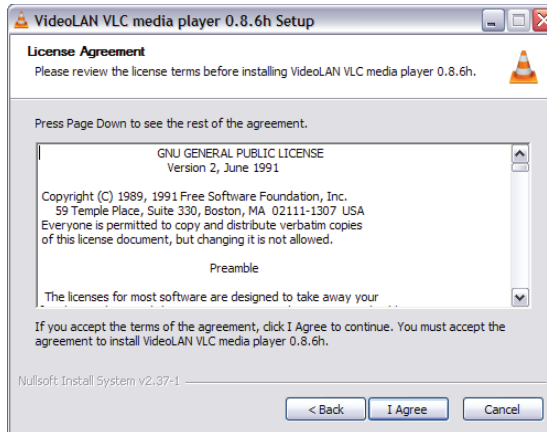 VideoLAN VLC media player 0.8.6h Setup
License Agreement
Please review the license terms before installing VideoLAN VLC media player 0.8.6h.
Press Page Down to see the rest of the agreement.
GNU GENERAL PUBLIC LICENSE
Version 2, June 1991
Copyright (C) 1989, 1991 Free Software Foundation, Inc.
59 Temple Place, Suite 330, Boston, MA 02111-1307 USA
Everyone is permitted to copy and distribute verbatim copies
of this license document, but changing it is not allowed.
Preamble
The licenses for most software are designed to take away your
If you accept the terms of the agreement, click I Agree to continue. You must accept the
agreement to install VideoLAN VLC media player 0.8.6h.
Nullsoft Install System v2.37-1
< Back I Agree Cancel